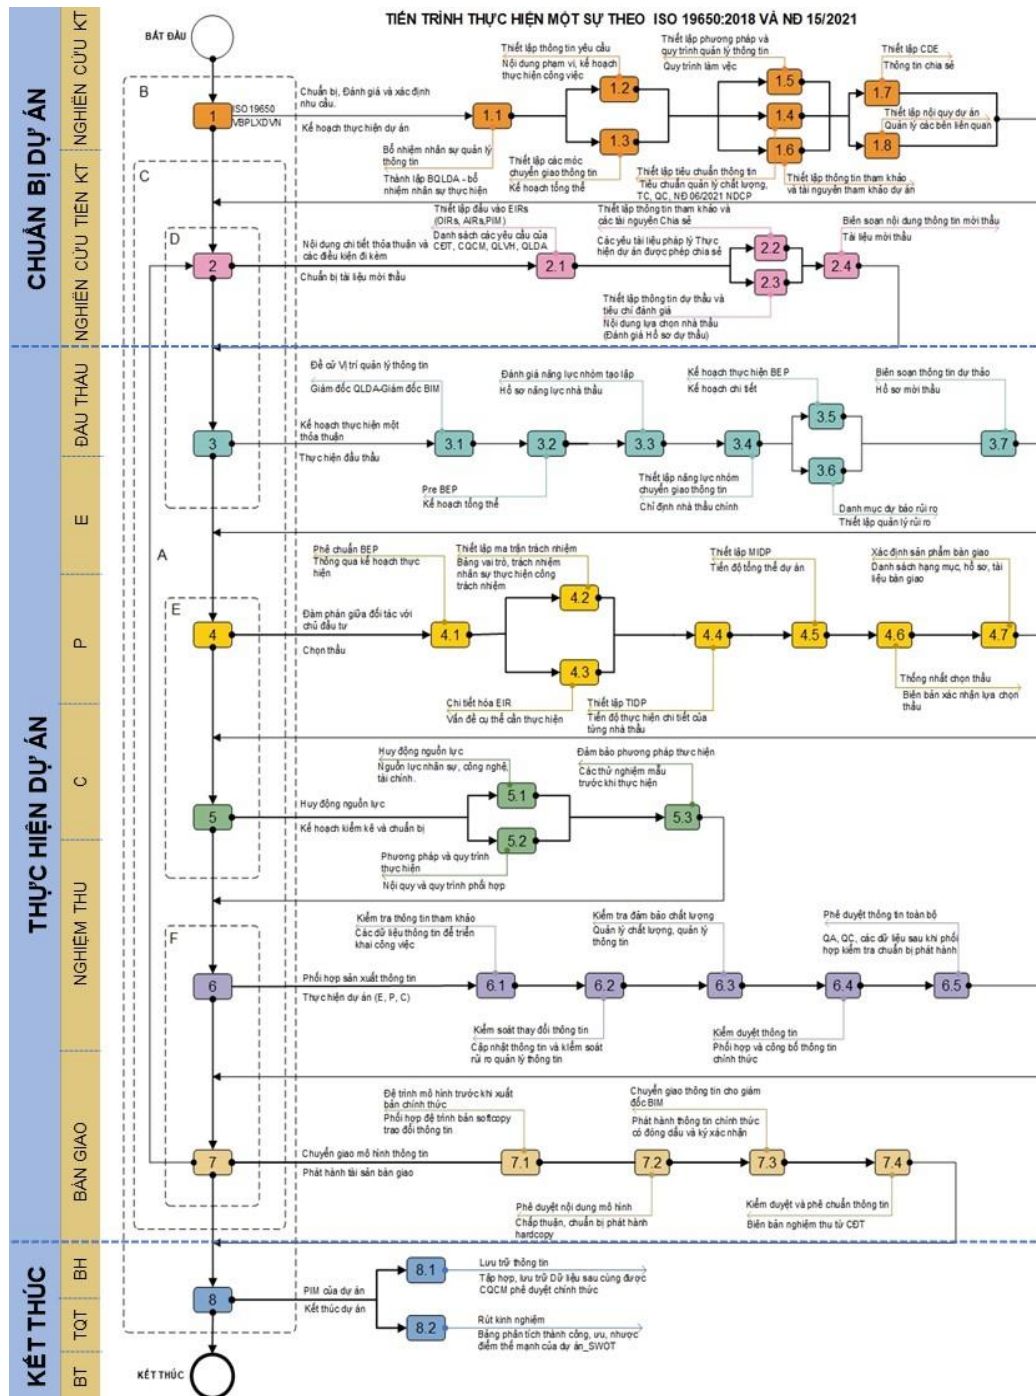 TIẾN TRÌNH THỰC HIỆN MỘT SỰ THEO ISO 19650:2018 VÀ NĐ 15/2021
CHUẨN BỊ DỰ ÁN
NGHIÊN CỨU KT
NGHIÊN CỨU TIỀN KT
BẮT ĐẦU
B
1
ISO19650
VBPLXDVN
Chuẩn bị, Đánh giá và xác định
nhu cầu.
Kế hoạch thực hiện dự án
1.1
Bổ nhiệm nhân sự quản lý
thông tin
Thành lập BQLDA - bổ
nhiệm nhân sự thực hiện
Thiết lập thông tin yêu cầu
Nội dung phạm vi, kế hoạch
thực hiện công việc
1.2
1.3
Thiết lập các móc
chuyển giao thông tin
Kế hoạch tổng thể
Thiết lập phương pháp và
quy trình quản lý thông tin
Quy trình làm vệc
1.5
1.4
1.6
Thiết lập tiêu chuẩn thông tin
Tiêu chuẩn quản lý chất lượng,
TC, QC, NĐ 06/2021 NDCP
Thiết lập thông tin tham khảo
và tài nguyên tham khảo dự án
Thiết lập CDE
Thông tin chia sẻ
1.7
Thiết lập nội quy dự án
Quản lý các bên liên quan
1.8
C
D
2
Nội dung chi tiết thỏa thuận và
các điều kiện đi kèm
Chuẩn bị tài liệu mời thầu
Thiết lập đầu vào EIRs
(OIRs, AIRs,PIM)
Danh sách các yêu cầu của
CĐT, CQCM, QLVH, QLDA
2.1
Thiết lập thông tin tham khảo và
các tài nguyên Chia sẻ
Các yêu tài liệu pháp lý Thực
hiện dự án được phép chia sẻ
2.2
2.3
Thiết lập thông tin dự thầu và
tiêu chí đánh giá
Nội dung lựa chọn nhà thầu
(Đánh giá Hồ sơ dự thầu)
Biên soạn nội dung thông tin mời thầu
Tài liệu mời thầu
2.4
THỰC HIỆN DỰ ÁN
ĐẤU THẦU
E
P
C
NGHIỆM THU
BÀN GIAO
3
Kế hoạch thực hiện một
thỏa thuận
Thực hiện đấu thầu
Đề cử Vị trí quản lý thông tin
Giám đốc QLDA-Giám đốc BIM
3.1
3.2
Pre BEP
Kế hoạch tổng thể
Đánh giá năng lực nhóm tạo lập
Hồ sơ năng lực nhà thầu
3.3
3.4
Thiết lập năng lực nhóm
chuyển giao thông tin
Chỉ định nhà thầu chính
Kế hoạch thực hiện BEP
Kế hoạch chi tiết
3.5
3.6
Danh mục dự báo rủi ro
Thiết lập quản lý rủi ro
Biên soạn thông tin dự thảo
Hồ sơ mời thầu
3.7
A
E
4
Đàm phán giữa đối tác với
chủ đầu tư
Chọn thầu
Phê chuẩn BEP
Thông qua kế hoạch thực
hiện
4.1
Thiết lập ma trận trách nhiệm
Bảng vai trò, trách nhiệm
nhân sự thực hiện công
trách nhiệm
4.2
4.3
Chi tiết hóa EIR
Vấn đề cụ thể cần thực hiện
4.4
Thiết lập TIDP
Tiến độ thực hiện chi tiết của
từng nhà thầu
Thiết lập MIDP
Tiến độ tổng thể dự án
4.5
4.6
Thống nhất chọn thầu
Biên bản xác nhận lựa chọn
thầu
Xác định sản phẩm bàn giao
Danh sách hạng mục, hồ sơ, tài
liệu bàn giao
4.7
5
Huy động nguồn lực
Kế hoạch kiểm kê và chuẩn bị
Huy động nguồn lực
Nguồn lực nhân sự, công nghệ,
tài chính.
5.1
5.2
Phương pháp và quy trình
thực hiện
Nội quy và quy trình phối hợp
Đảm bảo phương pháp thực hiện
Các thử nghiệm mẫu
trước khi thực hiện
5.3
F
6
Phối hợp sản xuất thông tin
Thực hiện dự án (E, P, C)
Kiểm tra thông tin tham khảo
Các dữ liệu thông tin để triển
khai công việc
6.1
6.2
Kiểm soát thay đổi thông tin
Cập nhật thông tin và kiểm soát
rủi ro quản lý thông tin
Kiểm tra đảm bảo chất lượng
Quản lý chất lượng, quản lý
thông tin
6.3
6.4
Kiểm duyệt thông tin
Phối hợp và công bố thông tin
chính thức
Phê duyệt thông tin toàn bộ
QA, QC, các dữ liệu sau khi phối
hợp kiểm tra chuẩn bị phát hành
6.5
7
Chuyển giao mô hình thông tin
Phát hành tài sản bàn giao
Đệ trình mô hình trước khi xuất
bản chính thức
Phối hợp đệ trình bản softcopy
trao đổi thông tin
7.1
7.2
Phê duyệt nội dung mô hình
Chấp thuận, chuẩn bị phát hành
hardcopy
Chuyển giao thông tin cho giám
đốc BIM
Phát hành thông tin chính thức
có đóng dấu và ký xác nhận
7.3
7.4
Kiểm duyệt và phê chuẩn thông tin
Biên bản nghiệm thu từ CĐT
KẾT THÚC
BH
TQT
BT
8
PIM của dự án
Kết thúc dự án
8.1
Lưu trữ thông tin
Tập hợp, lưu trữ Dữ liệu sau cùng được
CQCM phê duyệt chính thức
8.2
Rút kinh nghiệm
Bảng phân tích thành công, ưu, nhược
điểm thế mạnh của dự án_SWOT
KẾT THÚC